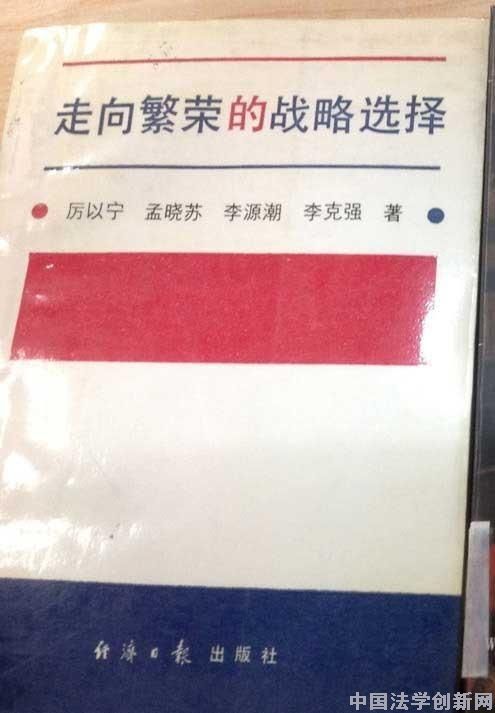 走向繁荣的战略选择
厉以宁 孟晓苏 李源潮 李克强 著
经济日报出版社
中国法学创新网